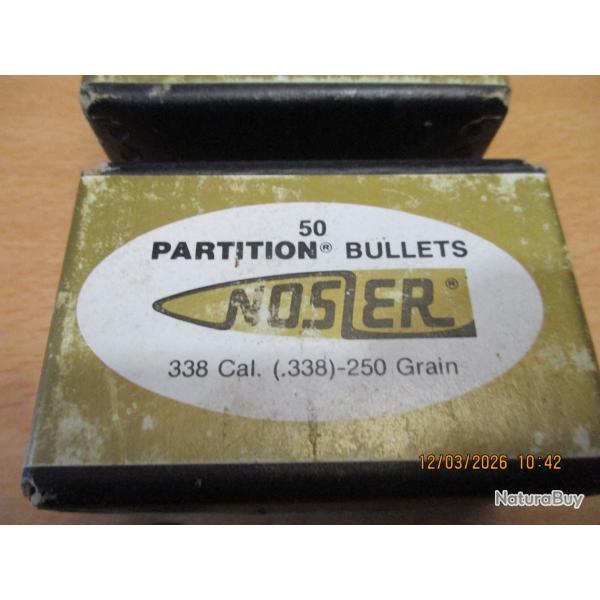 50
PARTITION® BULLETS
NOSLER®
338 Cal. (.338)-250 Grain
12/03/2026 10:42
NaturaBuy